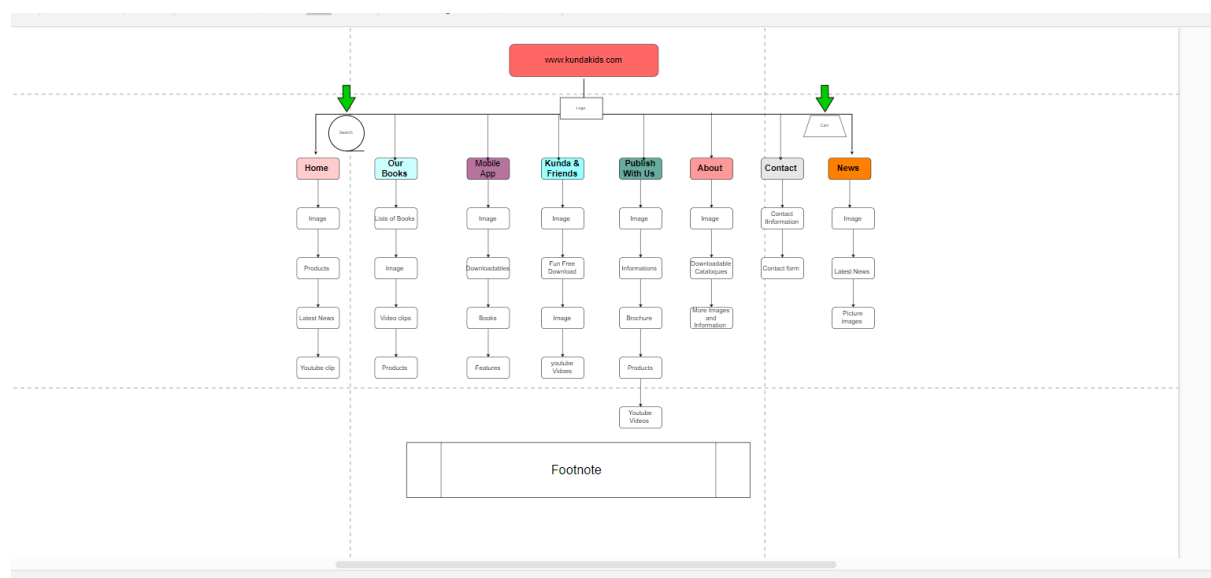 www.kundakids.com
Logo
Search
Cart
Home
Our
Books
Mobile
App
Kunda &
Friends
Publish
With Us
About
Contact
News
Image
Lists of Books
Image
Image
Image
Image
Contact
IInformation
Image
Products
Image
Downloadables
Fun Free
Download
Informations
Downloadable
Cataloques
Contact form
Latest News
Latest News
Video clips
Books
Image
Brochure
More Images
and
Information
Picture
images
Youtube clip
Products
Features
youtube
Videos
Products
Youtube
Videos
Footnote